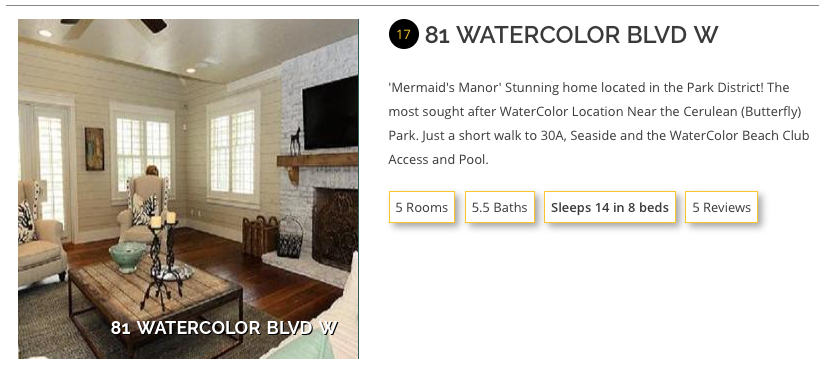 17 81 WATERCOLOR BLVD W
'Mermaid's Manor' Stunning home located in the Park District! The
most sought after WaterColor Location Near the Cerulean (Butterfly)
Park. Just a short walk to 30A, Seaside and the WaterColor Beach Club
Access and Pool.
5 Rooms 5.5 Baths Sleeps 14 in 8 beds 5 Reviews
81 WATERCOLOR BLVD W